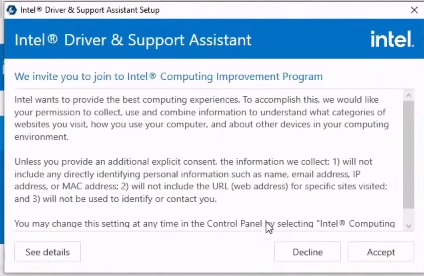 Intel® Driver & Support Assistant Setup
Intel® Driver & Support Assistant
intel.
We invite you to join to Intel® Computing Improvement Program
Intel wants to provide the best computing experiences. To accomplish this, we would like
your permission to collect, use and combine information to understand what categories of
websites you visit, how you use your computer, and about other devices in your computing
environment.
Unless you provide an additional explicit consent, the information we collect: 1) will not
include any directly identifying personal information such as name, email address, IP
address, or MAC address; 2) will not include the URL (web address) for specific sites visited;
and 3) will not be used to identify or contact you.
You may change this setting at any time in the Control Panel by selecting "Intel® Computing
See details
Decline
Accept